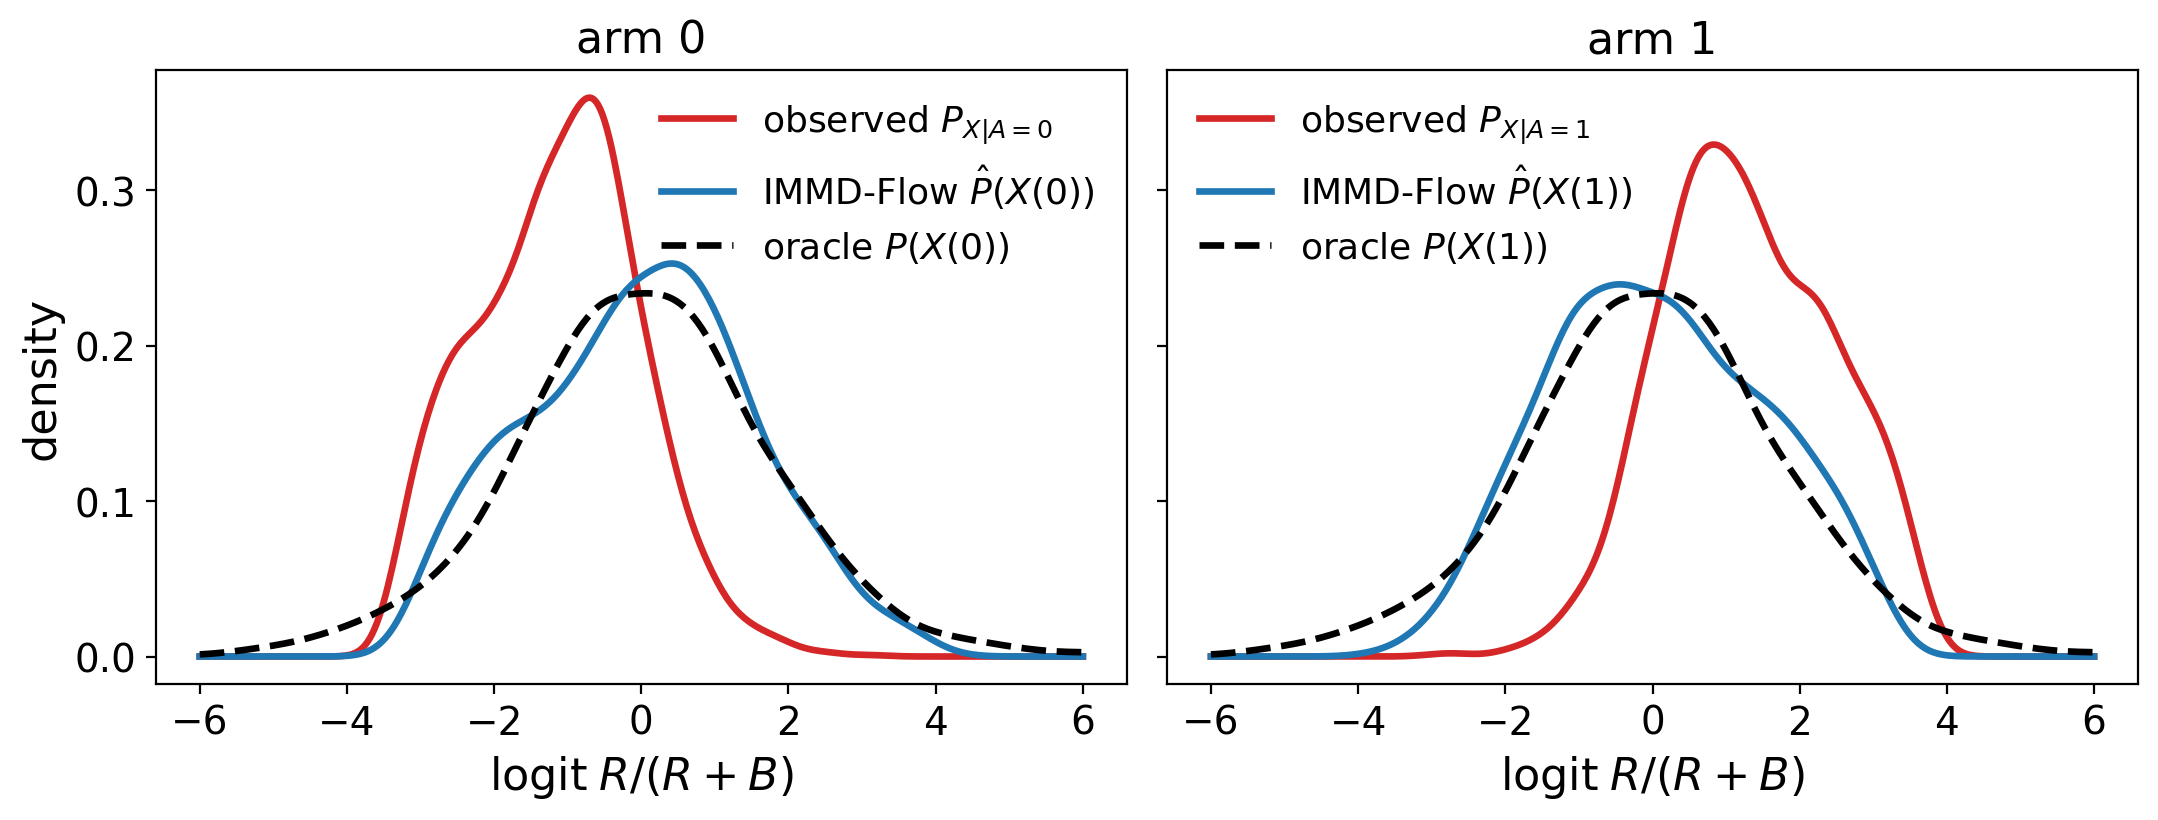 arm 0
observed P_{X|A=0}
IMMD-Flow P̂(X(0))
oracle P(X(0))
density
0.3
0.2
0.1
0.0
−6 −4 −2 0 2 4 6
logit R/(R + B)
arm 1
observed P_{X|A=1}
IMMD-Flow P̂(X(1))
oracle P(X(1))
−6 −4 −2 0 2 4 6
logit R/(R + B)